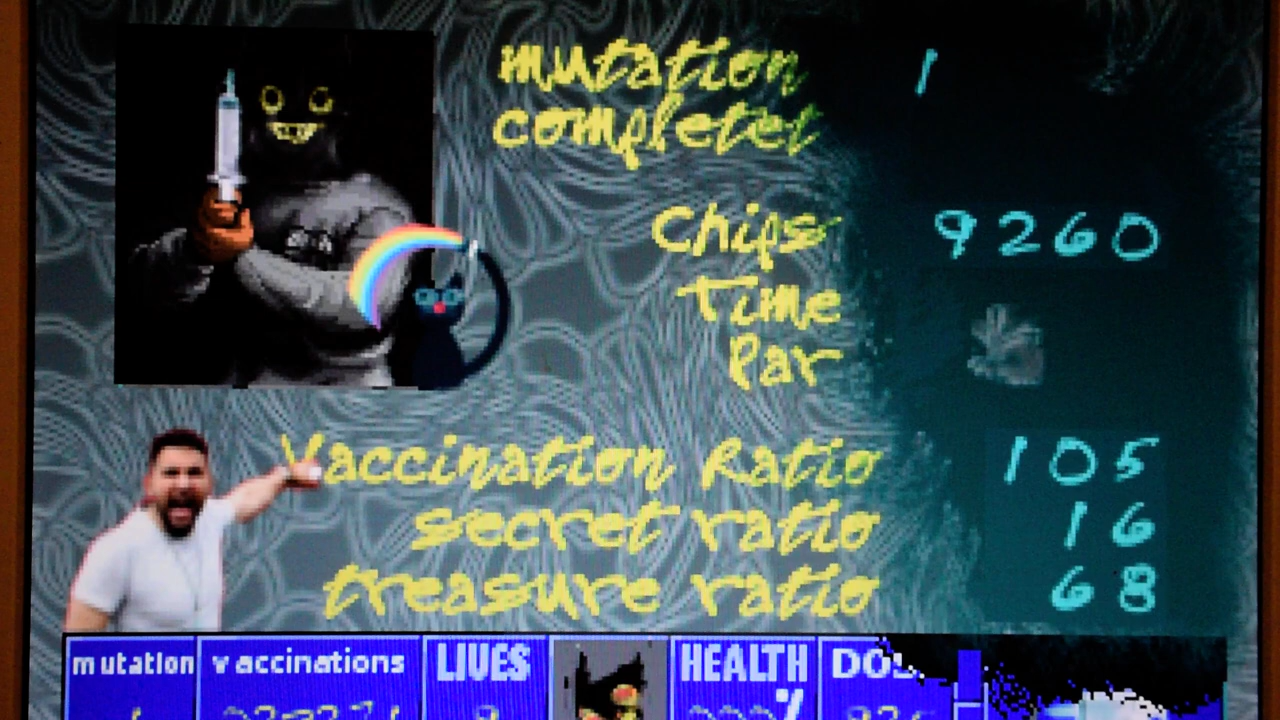 mutation 1
completet
Chips 9260
Time
Par
Vaccination Ratio 105
secret ratio 16
treasure ratio 68
mutation vaccinations LIVES HEALTH
%